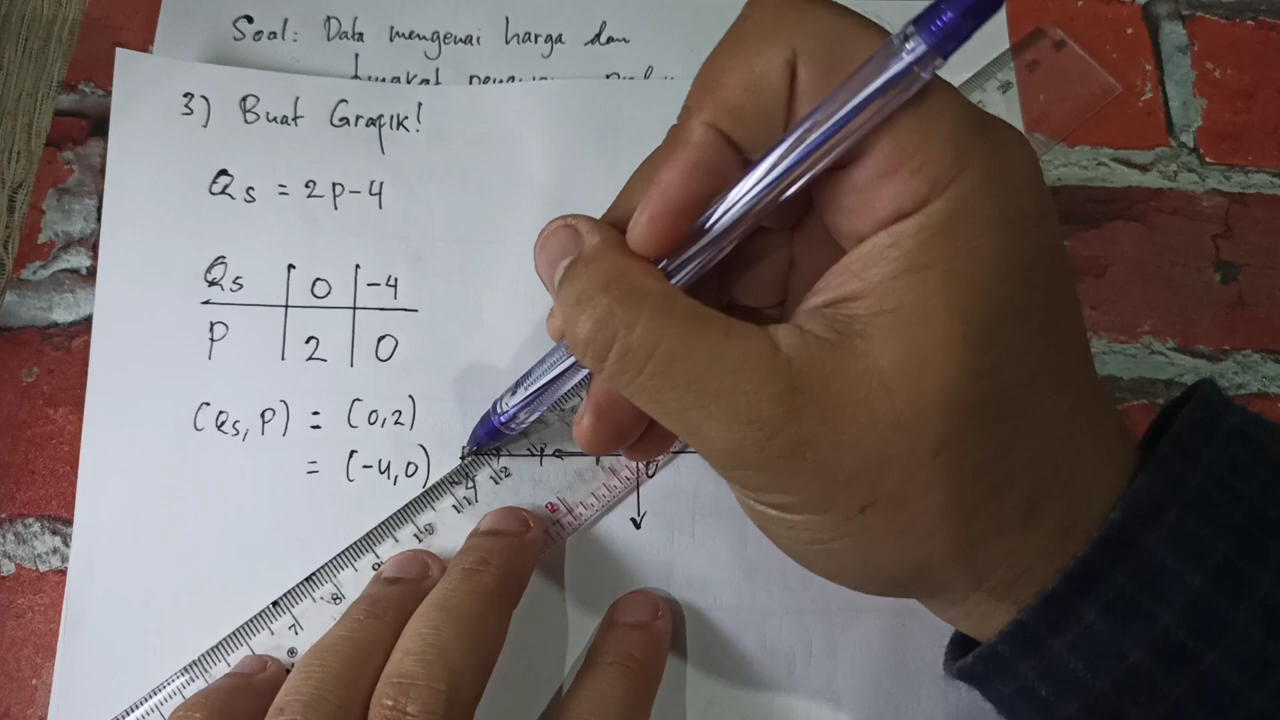 Soal: Data mengenai harga dan
3) Buat Grafik!
Qs = 2P-4
Qs | 0 | -4
P | 2 | 0
(Qs, P) = (0,2)
= (-4,0)